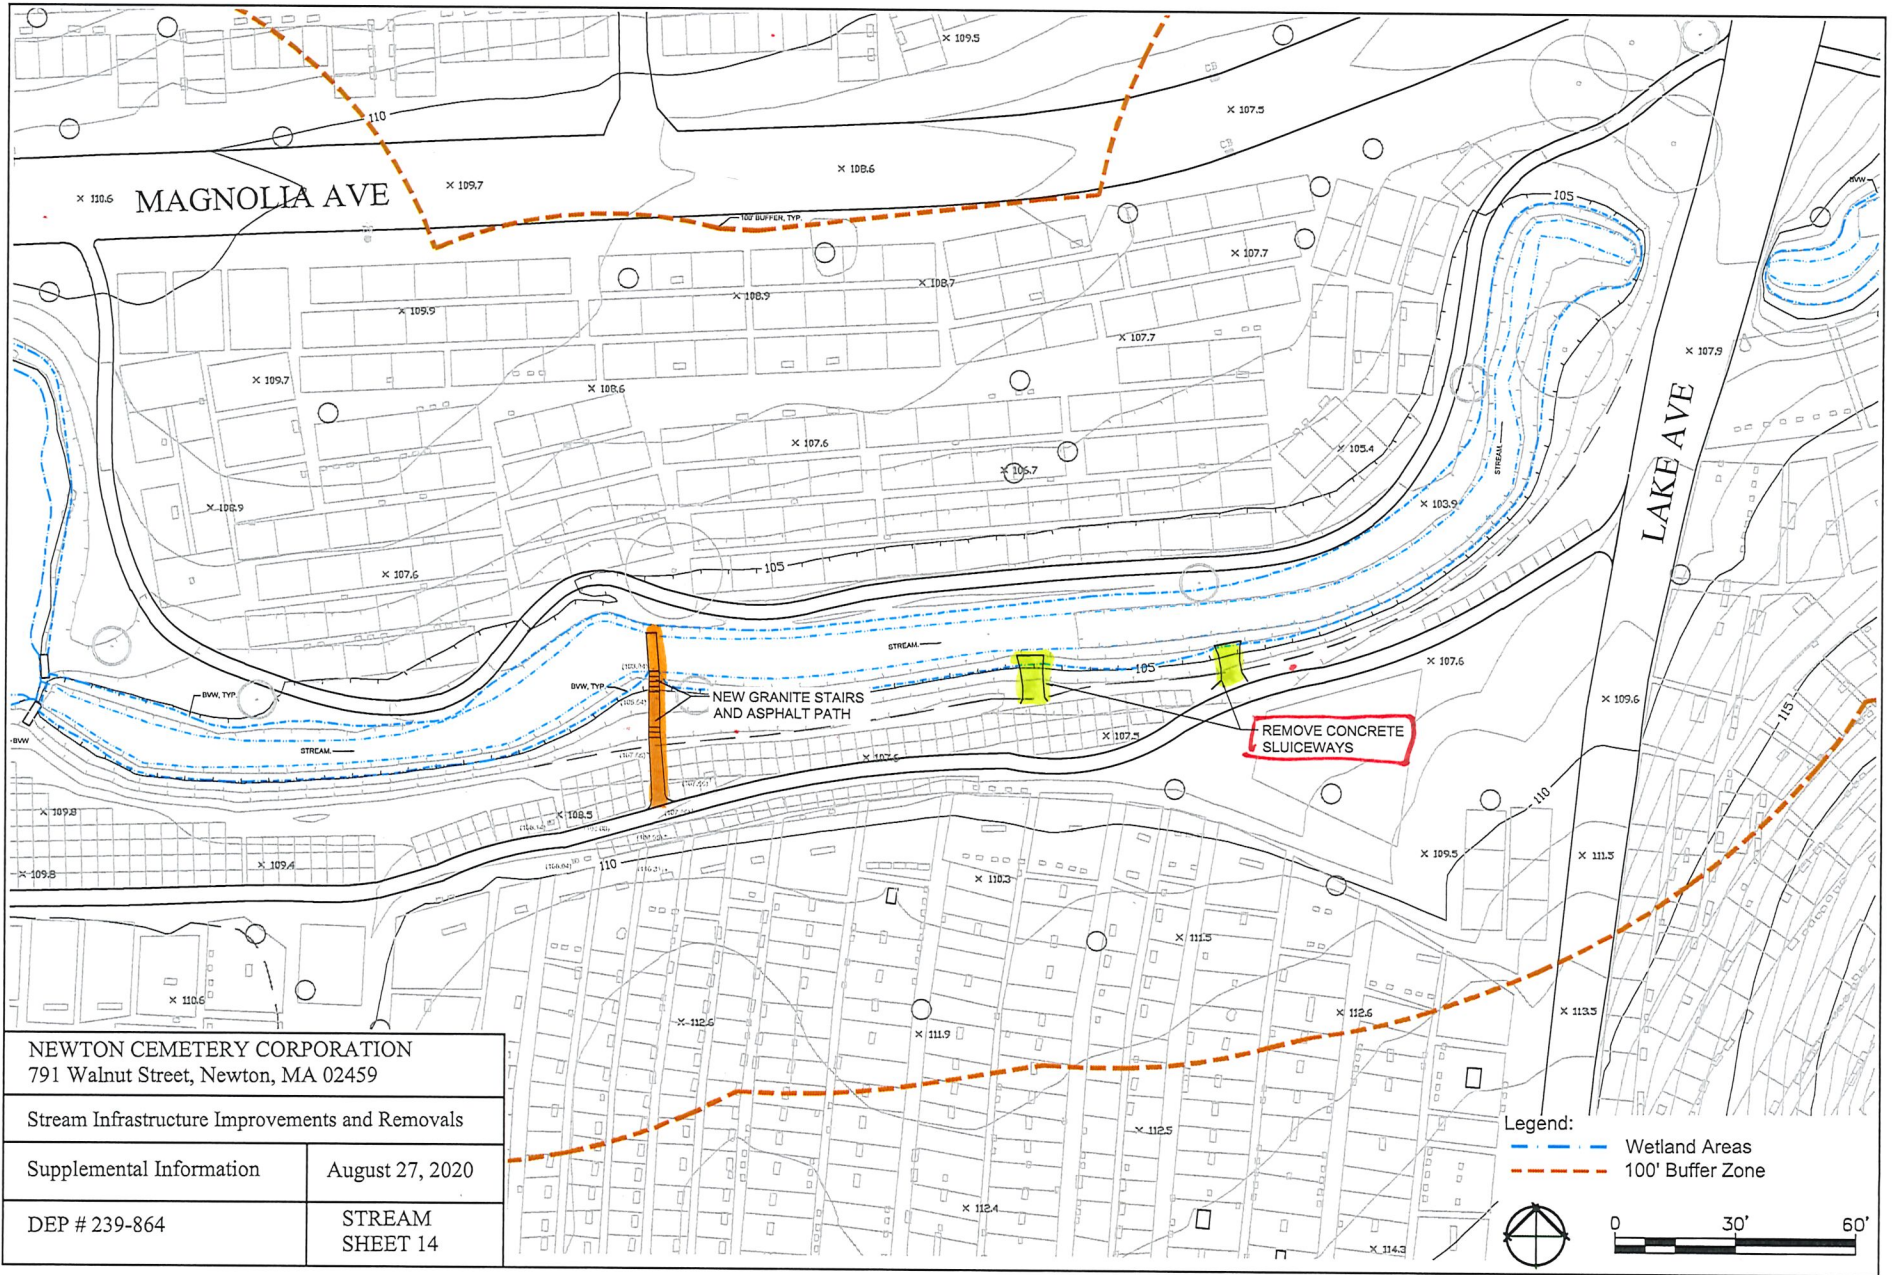 × 109.5
CB
× 107.5
110
CB
× 108.6
× 110.6
MAGNOLIA AVE
× 109.7
BVW
105
100' BUFFER, TYP.
× 107.7
× 108.7
× 108.9
× 109.9
× 107.7
× 107.9
× 109.7
× 108.6
LAKE AVE
× 107.6
× 105.4
STREAM
× 106.7
× 103.9
× 108.9
105
× 107.6
STREAM
105
× 107.6
BVW, TYP.
BVW, TYP.
NEW GRANITE STAIRS
AND ASPHALT PATH
× 109.6
115
REMOVE CONCRETE
SLUICEWAYS
BVW
STREAM
× 107.5
× 107.6
110
× 109.8
× 108.5
× 109.5
× 111.5
× 109.4
110
× 109.8
× 110.3
× 111.5
× 110.6
× 112.6
× 111.9
× 112.6
× 113.5
NEWTON CEMETERY CORPORATION
791 Walnut Street, Newton, MA 02459
Stream Infrastructure Improvements and Removals
Supplemental Information
August 27, 2020
DEP # 239-864
STREAM
SHEET 14
× 112.5
× 112.4
× 114.3
Legend:
Wetland Areas
100' Buffer Zone
0 30' 60'